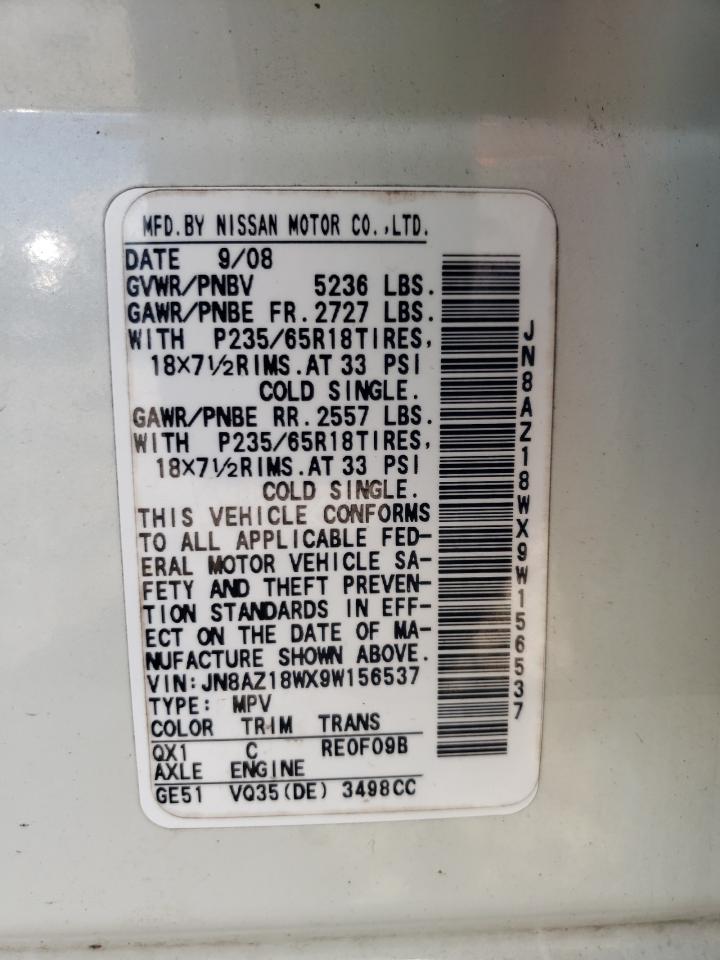 MFD.BY NISSAN MOTOR CO.,LTD.
DATE 9/08
GVWR/PNBV 5236 LBS.
GAWR/PNBE FR.2727 LBS.
WITH P235/65R18TIRES,
18×7½RIMS.AT 33 PSI
COLD SINGLE.
GAWR/PNBE RR.2557 LBS.
WITH P235/65R18TIRES,
18×7½RIMS.AT 33 PSI
COLD SINGLE.
THIS VEHICLE CONFORMS
TO ALL APPLICABLE FED-
ERAL MOTOR VEHICLE SA-
FETY AND THEFT PREVEN-
TION STANDARDS IN EFF-
ECT ON THE DATE OF MA-
NUFACTURE SHOWN ABOVE.
VIN:JN8AZ18WX9W156537
TYPE: MPV
COLOR TRIM TRANS
QX1 C RE0F09B
AXLE ENGINE
GE51 VQ35(DE) 3498CC
JN8AZ18WX9W156537